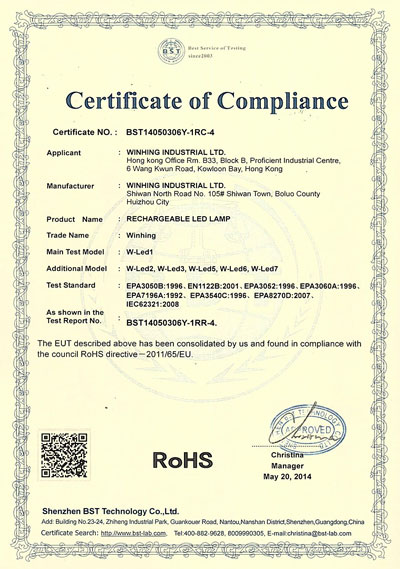 BST
Best Service of Testing
since2003
Certificate of Compliance
Certificate NO. : BST14050306Y-1RC-4
Applicant : WINHING INDUSTRIAL LTD.
Hong kong Office Rm. B33, Block B, Proficient Industrial Centre,
6 Wang Kwun Road, Kowloon Bay, Hong Kong
Manufacturer : WINHING INDUSTRIAL LTD.
Shiwan North Road No. 105# Shiwan Town, Boluo County
Huizhou City
Product Name : RECHARGEABLE LED LAMP
Trade Name : Winhing
Main Test Model : W-Led1
Additional Model : W-Led2, W-Led3, W-Led5, W-Led6, W-Led7
Test Standard : EPA3050B:1996、EN1122B:2001、EPA3052:1996、EPA3060A:1996、
EPA7196A:1992、EPA3540C:1996、EPA8270D:2007、
IEC62321:2008
As shown in the
Test Report No. : BST14050306Y-1RR-4.
The EUT described above has been consolidated by us and found in compliance with
the council RoHS directive－2011/65/EU.
APPROVED
RoHS
Christina
Manager
May 20, 2014
Shenzhen BST Technology Co.,Ltd.
Add: Building No.23-24, Zhiheng Industrial Park, Guankouer Road, Nantou,Nanshan District,Shenzhen,Guangdong,China
Certificate Search: http://www.bst-lab.com, Tel:400-882-9628, 6009990305, E-mail:christina@bst-lab.com